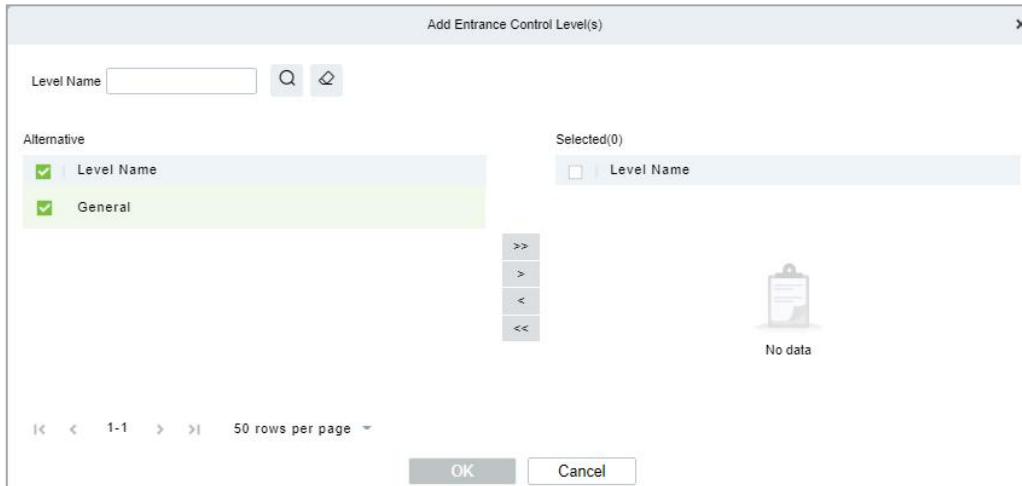 Add Entrance Control Level(s)
Level Name
Alternative
Selected(0)
Level Name
Level Name
General
>>
>
<
<<
No data
1-1
50 rows per page
OK
Cancel